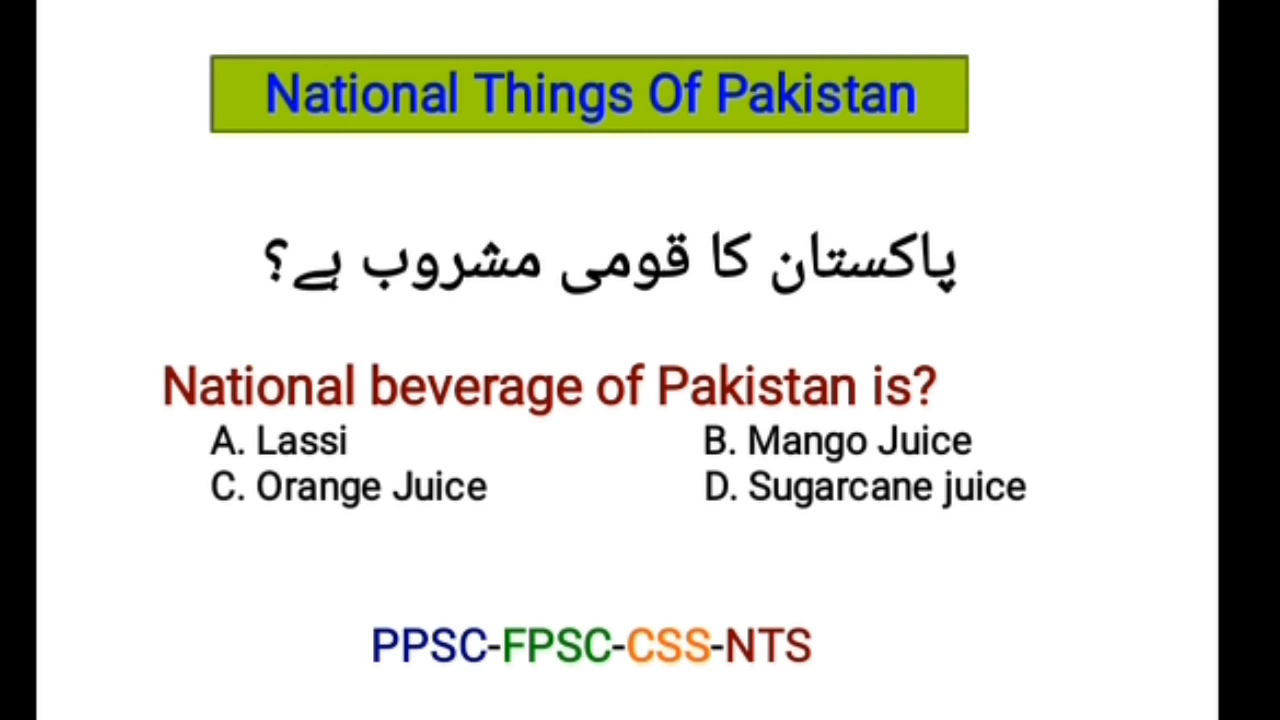 National Things Of Pakistan
پاکستان کا قومی مشروب ہے؟
National beverage of Pakistan is?
A. Lassi B. Mango Juice
C. Orange Juice D. Sugarcane juice
PPSC-FPSC-CSS-NTS